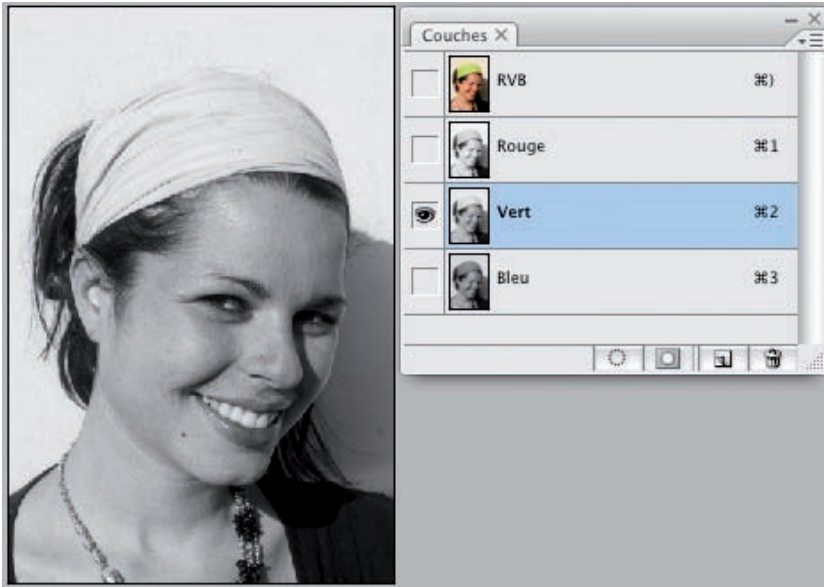 Couches
RVB ⌘)
Rouge ⌘1
Vert ⌘2
Bleu ⌘3